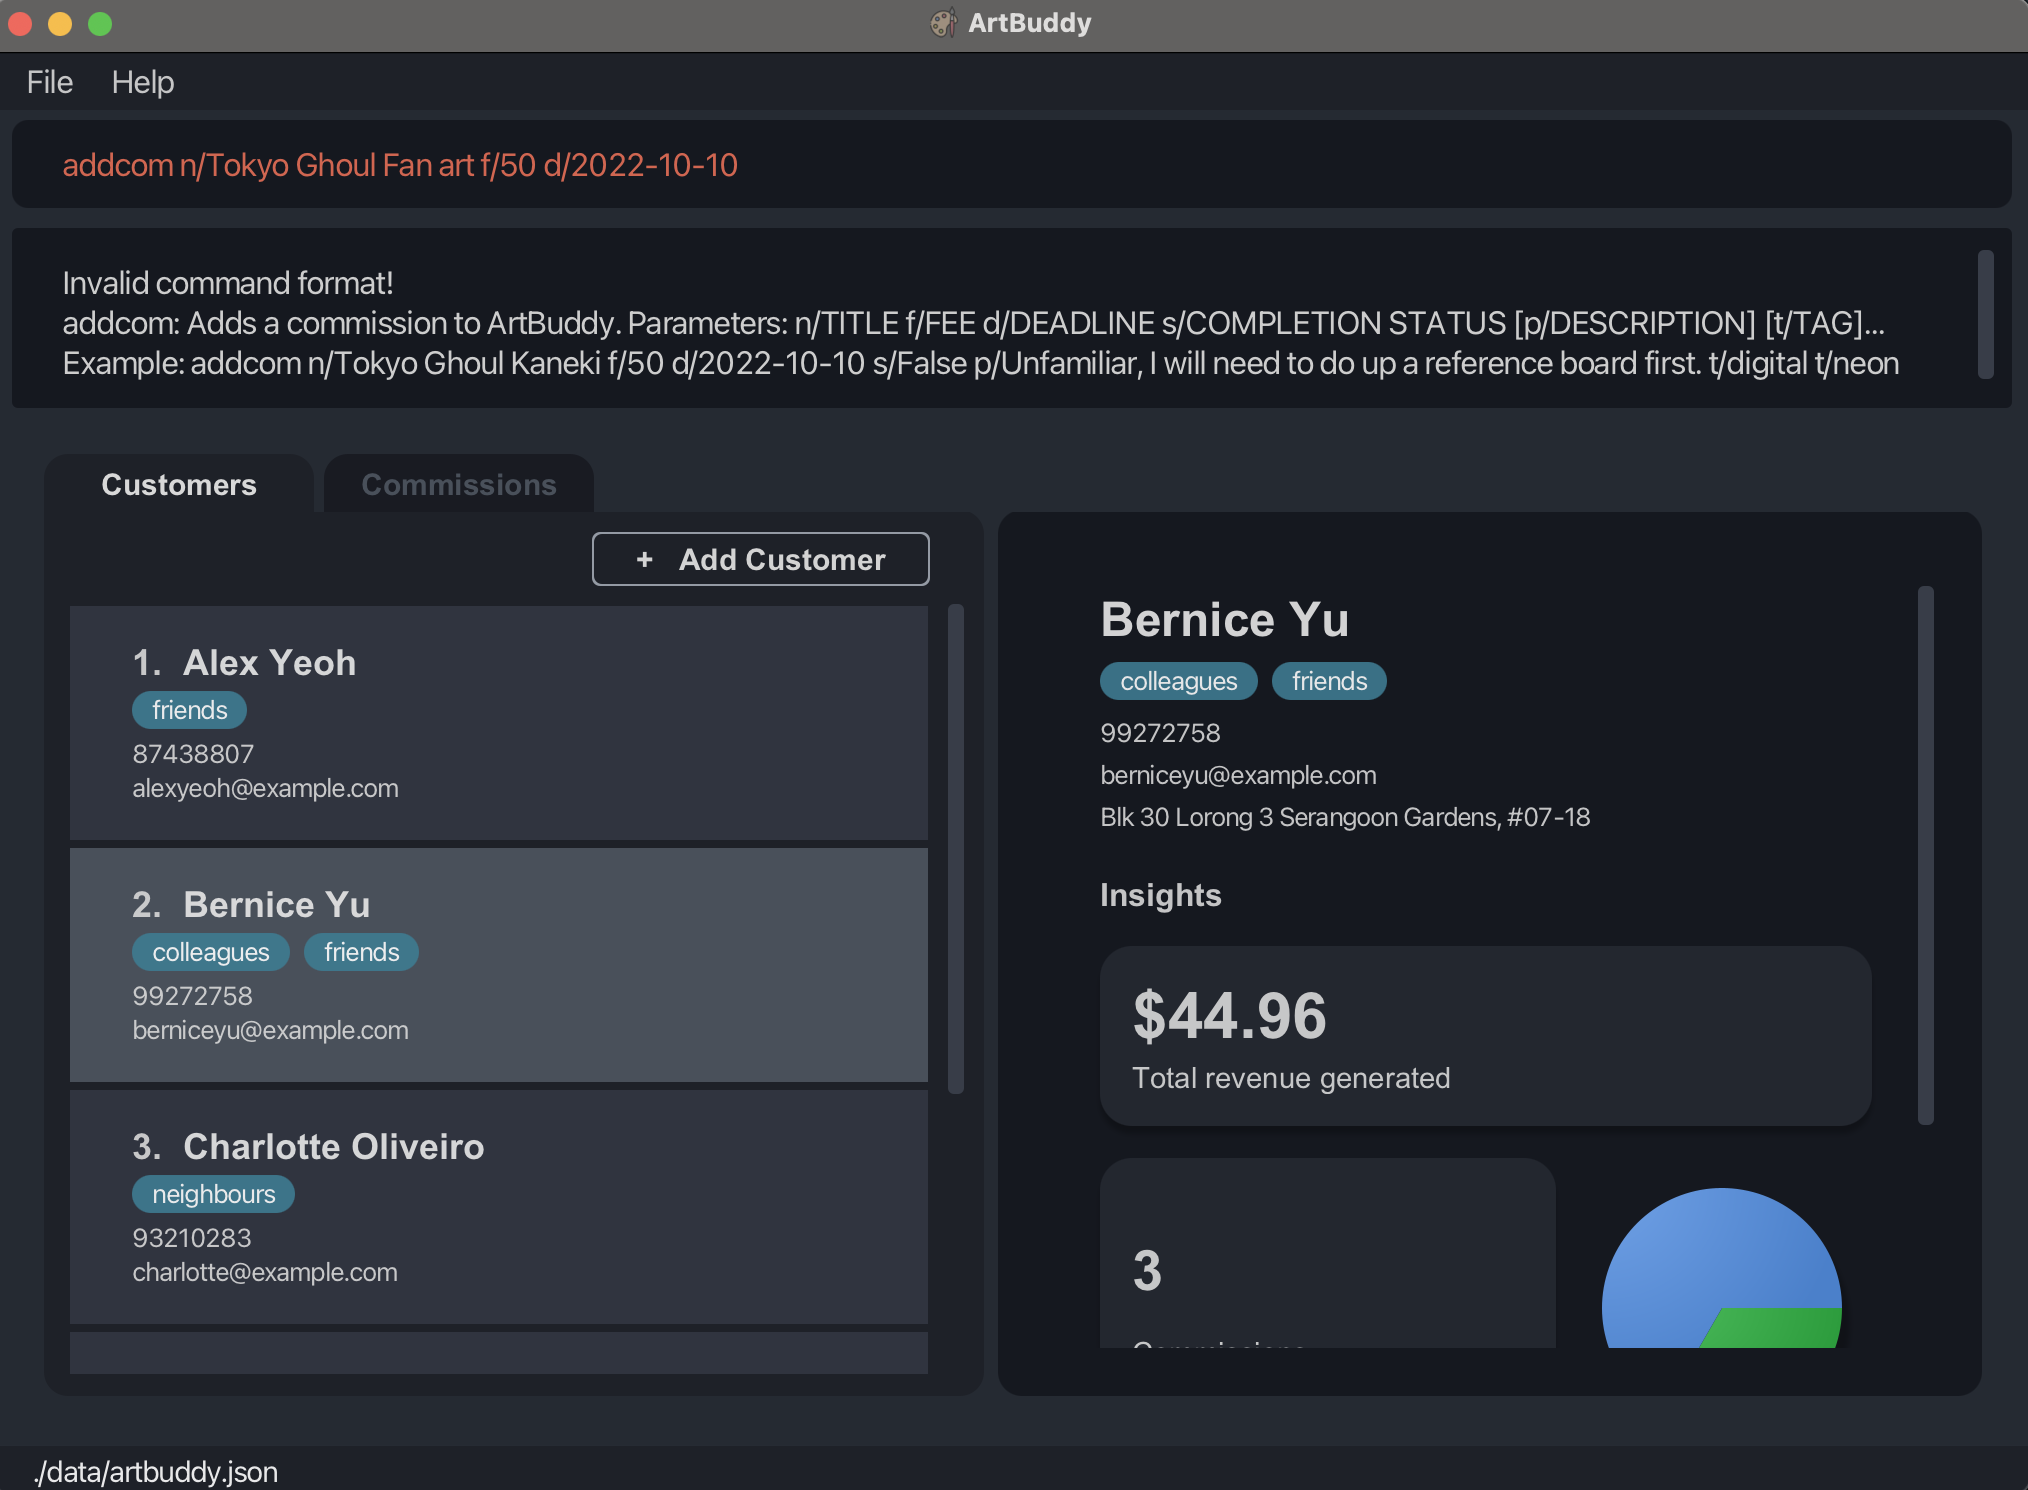 ArtBuddy
File Help
addcom n/Tokyo Ghoul Fan art f/50 d/2022-10-10
Invalid command format!
addcom: Adds a commission to ArtBuddy. Parameters: n/TITLE f/FEE d/DEADLINE s/COMPLETION STATUS [p/DESCRIPTION] [t/TAG]...
Example: addcom n/Tokyo Ghoul Kaneki f/50 d/2022-10-10 s/False p/Unfamiliar, I will need to do up a reference board first. t/digital t/neon
Customers Commissions
+ Add Customer
1. Alex Yeoh
friends
87438807
alexyeoh@example.com
2. Bernice Yu
colleagues friends
99272758
berniceyu@example.com
3. Charlotte Oliveiro
neighbours
93210283
charlotte@example.com
Bernice Yu
colleagues friends
99272758
berniceyu@example.com
Blk 30 Lorong 3 Serangoon Gardens, #07-18
Insights
$44.96
Total revenue generated
3
./data/artbuddy.json